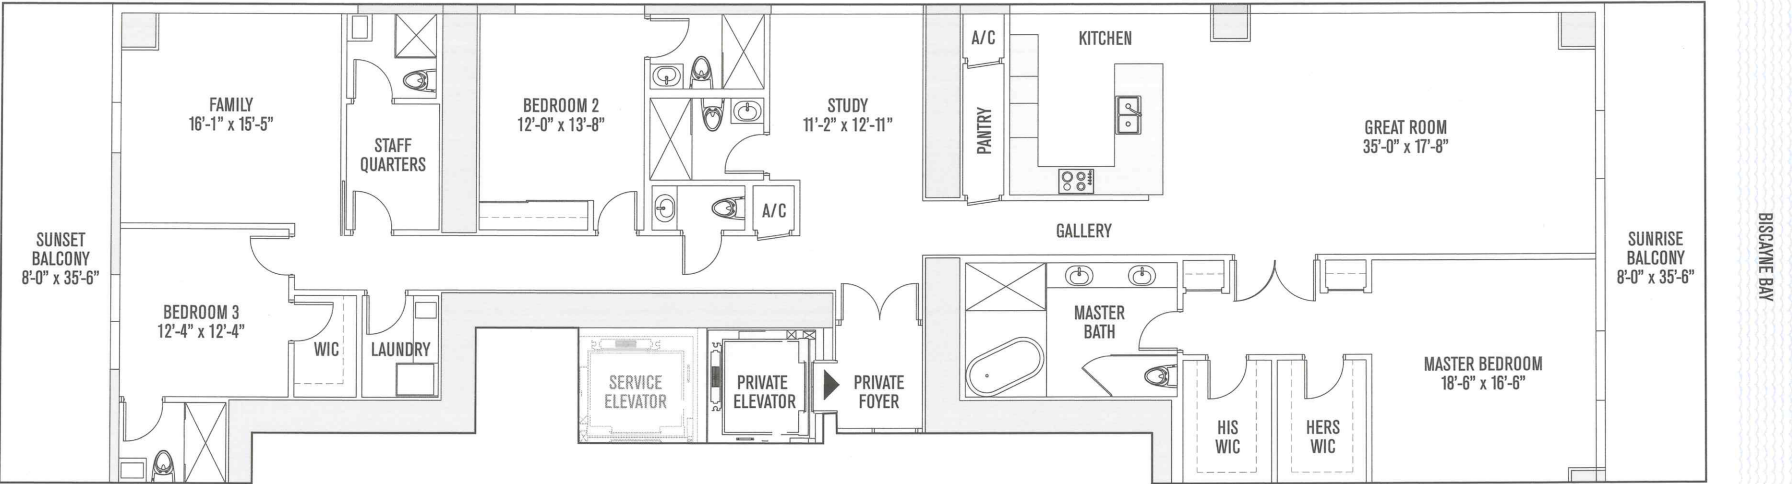 SUNSET
BALCONY
8'-0" x 35'-6"
FAMILY
16'-1" x 15'-5"
STAFF
QUARTERS
BEDROOM 2
12'-0" x 13'-8"
STUDY
11'-2" x 12'-11"
A/C
A/C
PANTRY
KITCHEN
GREAT ROOM
35'-0" x 17'-8"
GALLERY
SUNRISE
BALCONY
8'-0" x 35'-6"
BISCAYNE BAY
BEDROOM 3
12'-4" x 12'-4"
WIC
LAUNDRY
SERVICE
ELEVATOR
PRIVATE
ELEVATOR
PRIVATE
FOYER
MASTER
BATH
HIS
WIC
HERS
WIC
MASTER BEDROOM
18'-6" x 16'-6"